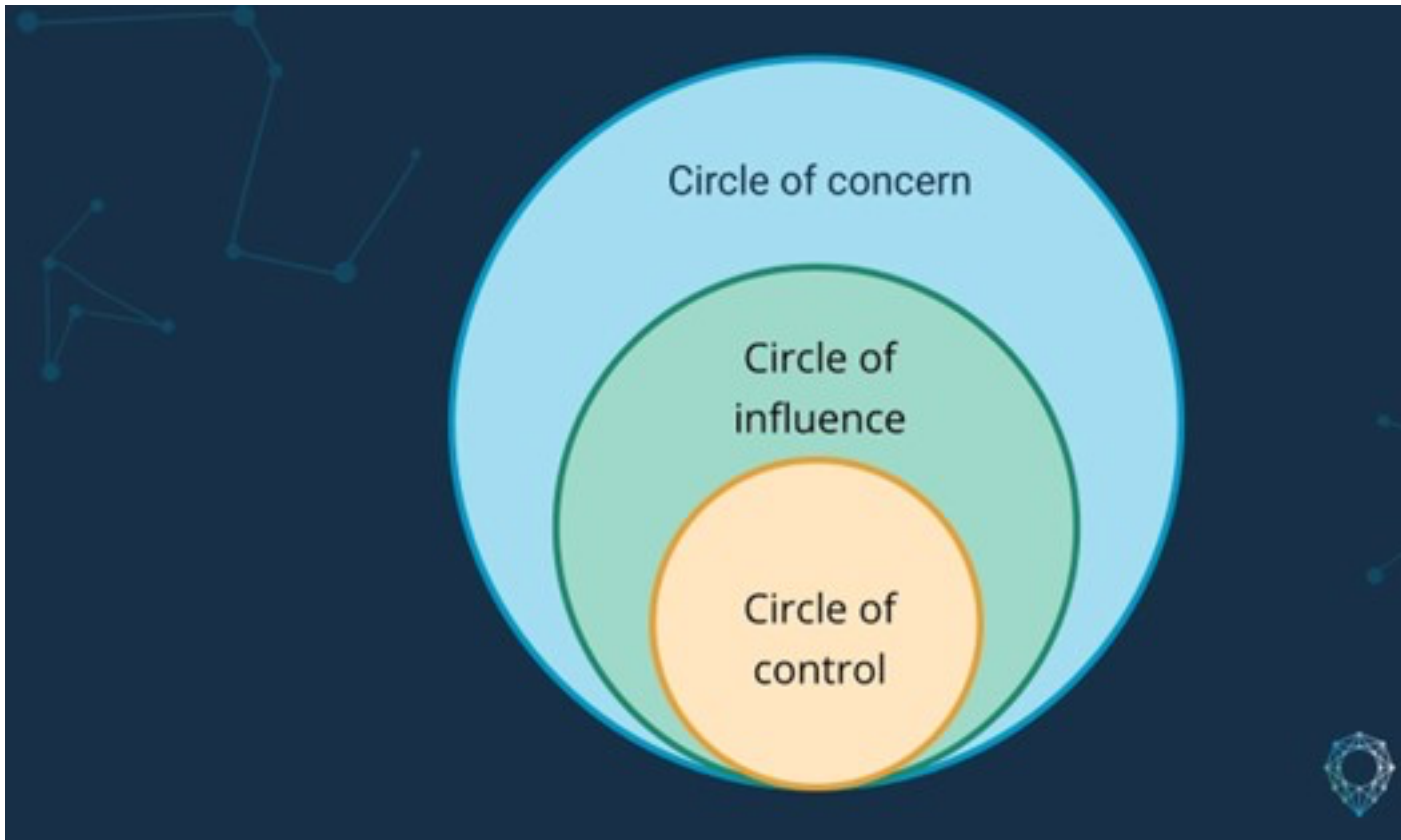 Circle of concern
Circle of
influence
Circle of
control